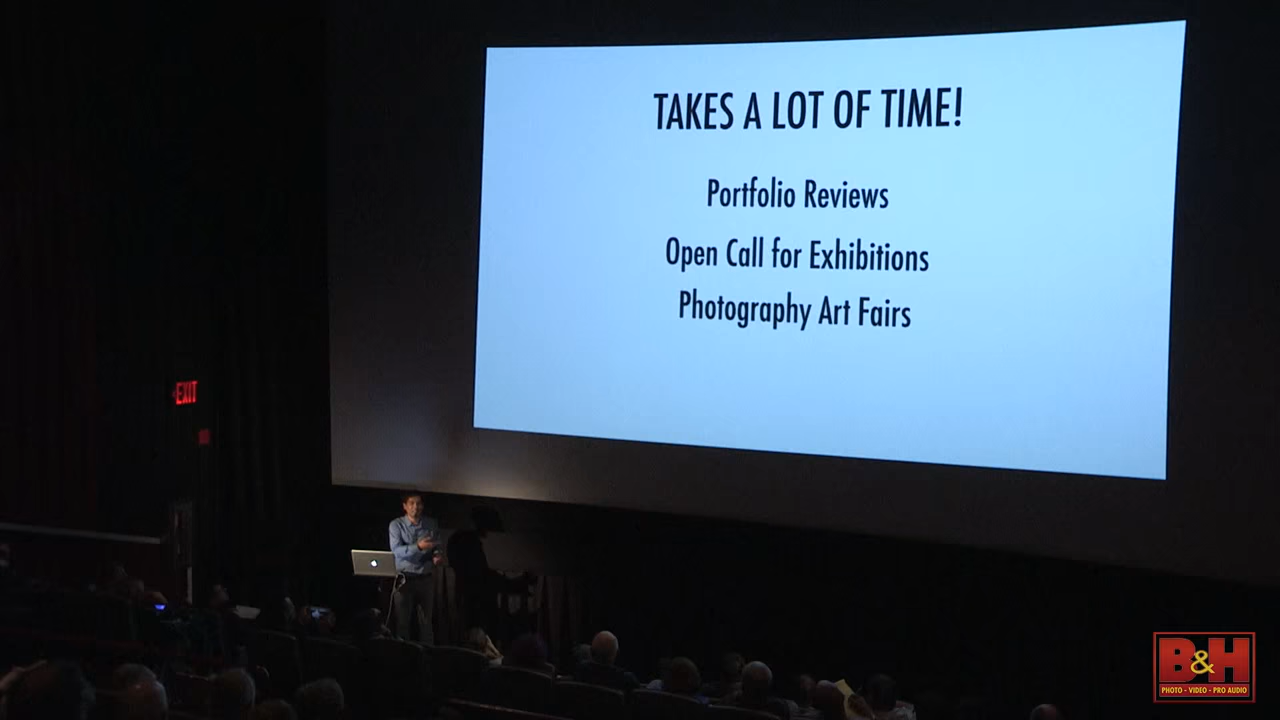 TAKES A LOT OF TIME!
Portfolio Reviews
Open Call for Exhibitions
Photography Art Fairs
EXIT
B&H
PHOTO - VIDEO - PRO AUDIO